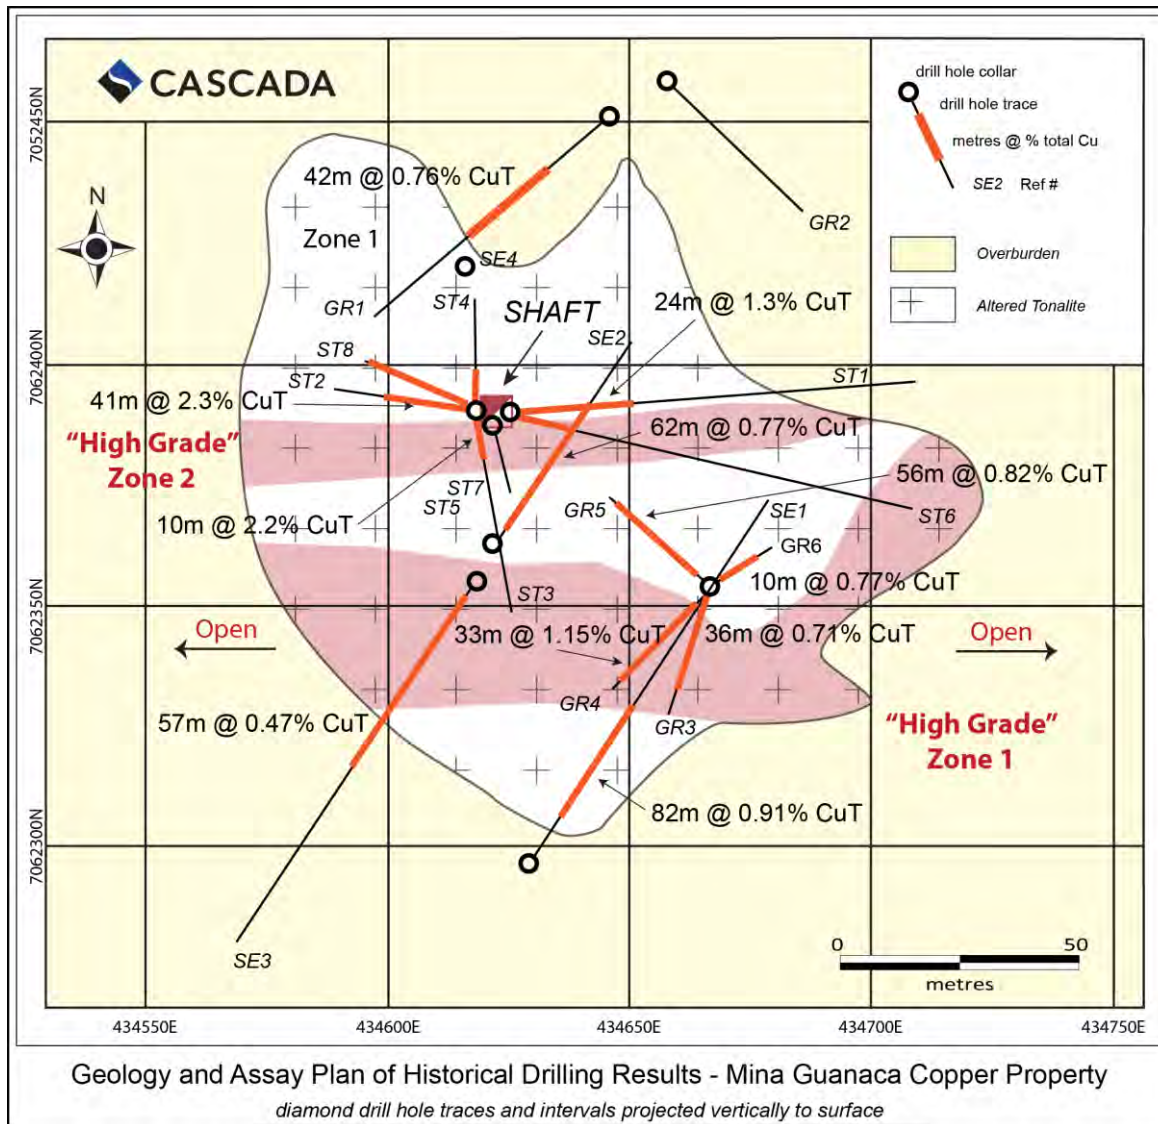 CASCADA
drill hole collar
drill hole trace
metres @ % total Cu
SE2 Ref #
Overburden
Altered Tonalite
N
7052450N
7062400N
7062350N
7062300N
42m @ 0.76% CuT
Zone 1
GR2
SE4
GR1
ST4
SHAFT
24m @ 1.3% CuT
SE2
ST8
ST2
ST1
41m @ 2.3% CuT
62m @ 0.77% CuT
"High Grade"
Zone 2
56m @ 0.82% CuT
ST7
ST5
GR5
SE1
ST6
10m @ 2.2% CuT
GR6
10m @ 0.77% CuT
ST3
Open
33m @ 1.15% CuT
36m @ 0.71% CuT
Open
GR4
GR3
57m @ 0.47% CuT
"High Grade"
Zone 1
82m @ 0.91% CuT
SE3
0 50
metres
434550E 434600E 434650E 434700E 434750E
Geology and Assay Plan of Historical Drilling Results - Mina Guanaca Copper Property
diamond drill hole traces and intervals projected vertically to surface